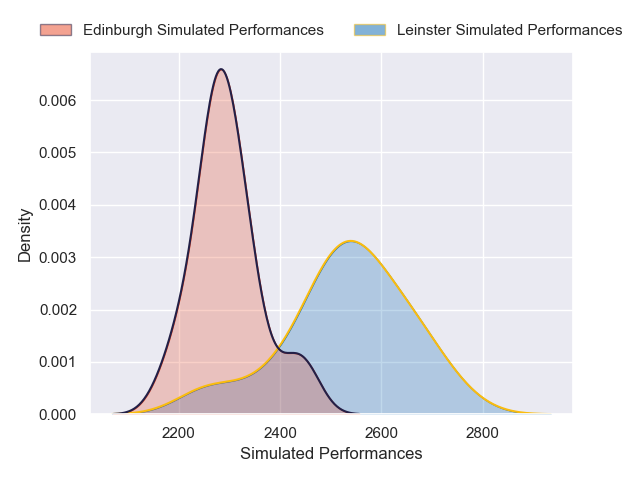 Edinburgh Simulated Performances Leinster Simulated Performances
0.006
0.005
0.004
0.003
0.002
0.001
0.000
Density
2200 2400 2600 2800
Simulated Performances